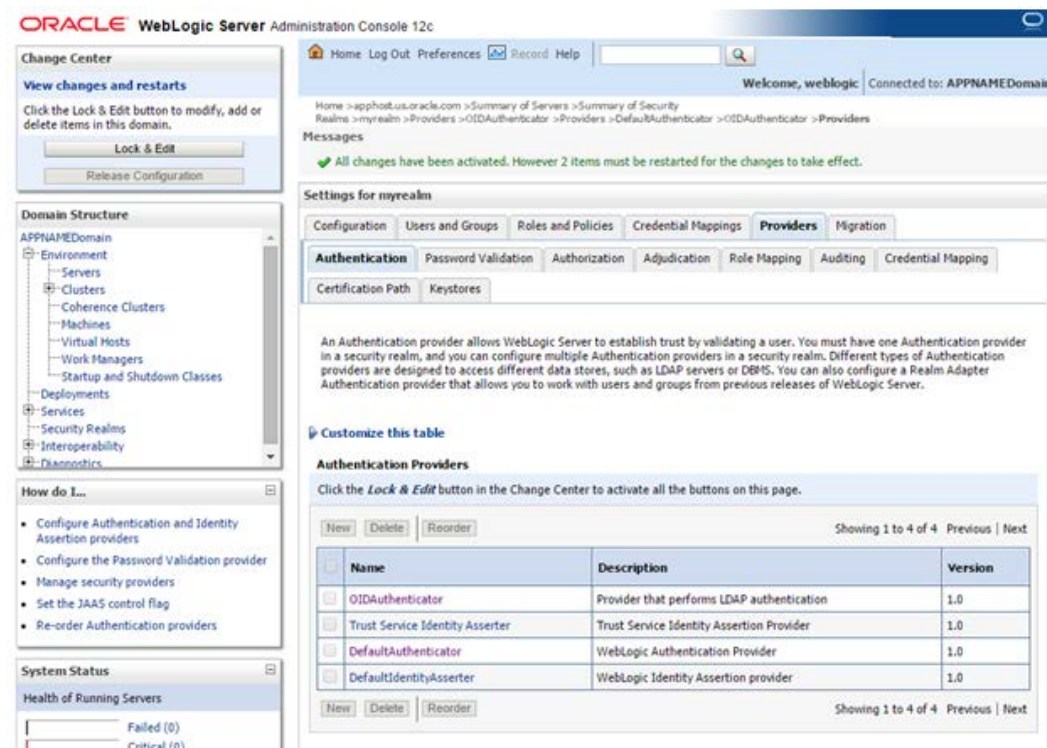 ORACLE WebLogic Server Administration Console 12c
Change Center
View changes and restarts
Click the Lock & Edit button to modify, add or
delete items in this domain.
Lock & Edit
Release Configuration
Domain Structure
APPNAMEDomain
Environment
Servers
Clusters
Coherence Clusters
Machines
Virtual Hosts
Work Managers
Startup and Shutdown Classes
Deployments
Services
Security Realms
Interoperability
Diagnostics
How do I...
Configure Authentication and Identity
Assertion providers
Configure the Password Validation provider
Manage security providers
Set the JAAS control flag
Re-order Authentication providers
System Status
Health of Running Servers
Failed (0)
Critical (0)
Home Log Out Preferences Record Help
Welcome, weblogic Connected to: APPNAMEDomain
Home >apphost.us.oracle.com >Summary of Servers >Summary of Security
Realms >myrealm >Providers >OIDAuthenticator >Providers >DefaultAuthenticator >OIDAuthenticator >Providers
Messages
All changes have been activated. However 2 items must be restarted for the changes to take effect.
Settings for myrealm
Configuration Users and Groups Roles and Policies Credential Mappings Providers Migration
Authentication Password Validation Authorization Adjudication Role Mapping Auditing Credential Mapping
Certification Path Keystores
An Authentication provider allows WebLogic Server to establish trust by validating a user. You must have one Authentication provider
in a security realm, and you can configure multiple Authentication providers in a security realm. Different types of Authentication
providers are designed to access different data stores, such as LDAP servers or DBMS. You can also configure a Realm Adapter
Authentication provider that allows you to work with users and groups from previous releases of WebLogic Server.
Customize this table
Authentication Providers
Click the Lock & Edit button in the Change Center to activate all the buttons on this page.
New Delete Reorder Showing 1 to 4 of 4 Previous | Next
Name Description Version
OIDAuthenticator Provider that performs LDAP authentication 1.0
Trust Service Identity Asserter Trust Service Identity Assertion Provider 1.0
DefaultAuthenticator WebLogic Authentication Provider 1.0
DefaultIdentityAsserter WebLogic Identity Assertion provider 1.0
New Delete Reorder Showing 1 to 4 of 4 Previous | Next